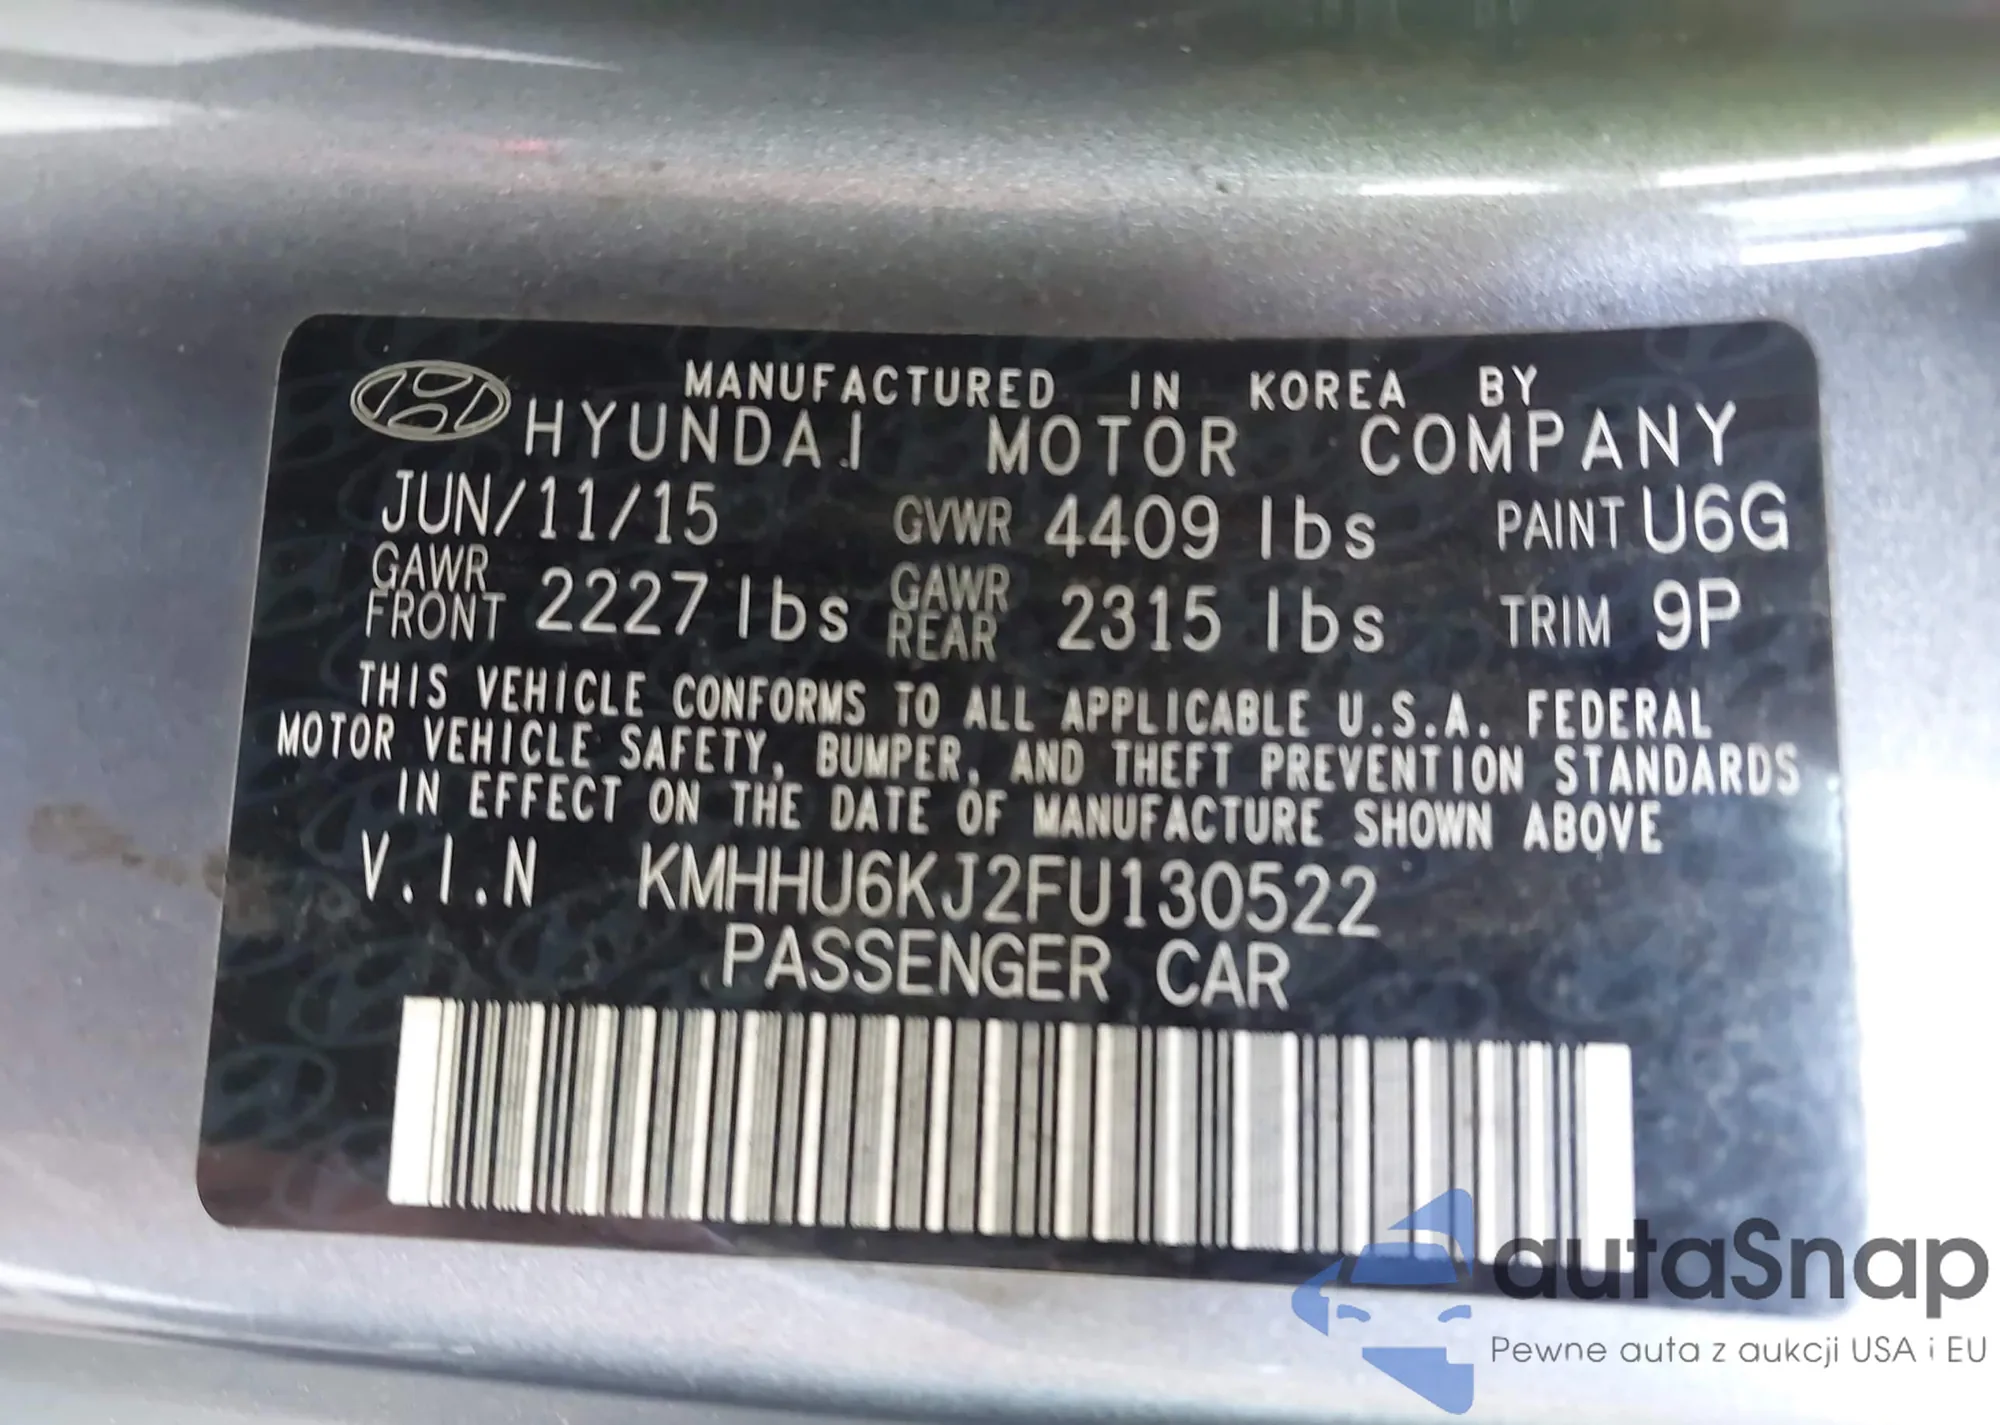 MANUFACTURED IN KOREA BY
HYUNDAI MOTOR COMPANY
JUN/11/15 GVWR 4409 lbs PAINT U6G
GAWR FRONT 2227 lbs GAWR REAR 2315 lbs TRIM 9P
THIS VEHICLE CONFORMS TO ALL APPLICABLE U.S.A. FEDERAL
MOTOR VEHICLE SAFETY, BUMPER, AND THEFT PREVENTION STANDARDS
IN EFFECT ON THE DATE OF MANUFACTURE SHOWN ABOVE
V.I.N KMHHU6KJ2FU130522
PASSENGER CAR
autaSnap
Pewne auta z aukcji USA i EU